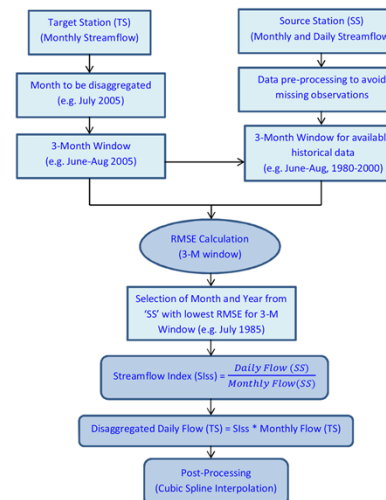 Target Station (TS)
(Monthly Streamflow)
Source Station (SS)
(Monthly and Daily Streamflow
Month to be disaggregated
(e.g. July 2005)
Data pre-processing to avoid
missing observations
3-Month Window
(e.g. June-Aug 2005)
3-Month Window for availabl
historical data
(e.g. June-Aug, 1980-2000)
RMSE Calculation
(3-M window)
Selection of Month and Year from
‘SS’ with lowest RMSE for 3-M
Window (e.g. July 1985)
Streamflow Index (SIss) = Daily Flow (SS)
Monthly Flow(SS)
Disaggregated Daily Flow (TS) = SIss * Monthly Flow (TS)
Post-Processing
(Cubic Spline Interpolation)